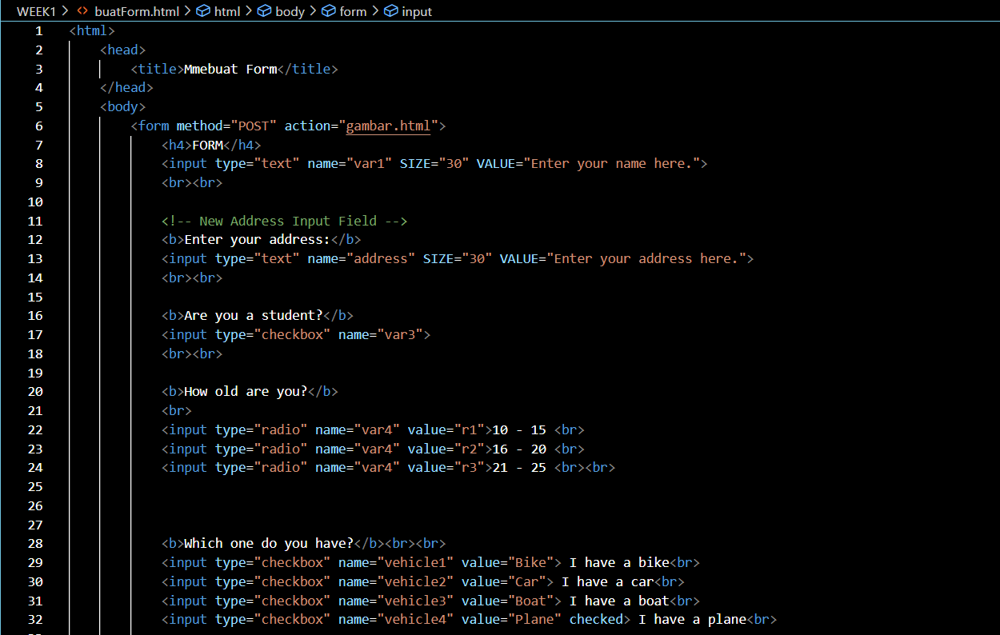 WEEK1 > <> buatForm.html > html > body > form > input
1 <html>
2 <head>
3 <title>Mmebuat Form</title>
4 </head>
5 <body>
6 <form method="POST" action="gambar.html">
7 <h4>FORM</h4>
8 <input type="text" name="var1" SIZE="30" VALUE="Enter your name here.">
9 <br><br>
10
11 <!-- New Address Input Field -->
12 <b>Enter your address:</b>
13 <input type="text" name="address" SIZE="30" VALUE="Enter your address here.">
14 <br><br>
15
16 <b>Are you a student?</b>
17 <input type="checkbox" name="var3">
18 <br><br>
19
20 <b>How old are you?</b>
21 <br>
22 <input type="radio" name="var4" value="r1">10 - 15 <br>
23 <input type="radio" name="var4" value="r2">16 - 20 <br>
24 <input type="radio" name="var4" value="r3">21 - 25 <br><br>
25
26
27
28 <b>Which one do you have?</b><br><br>
29 <input type="checkbox" name="vehicle1" value="Bike"> I have a bike<br>
30 <input type="checkbox" name="vehicle2" value="Car"> I have a car<br>
31 <input type="checkbox" name="vehicle3" value="Boat"> I have a boat<br>
32 <input type="checkbox" name="vehicle4" value="Plane" checked> I have a plane<br>